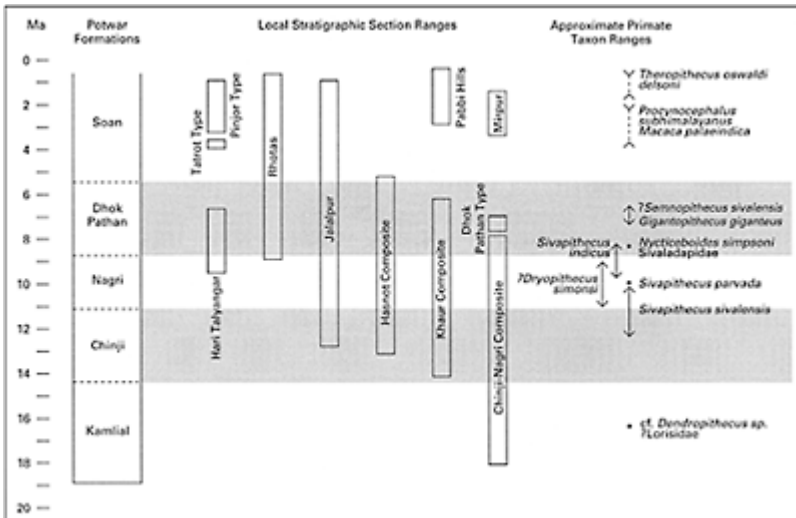 Ma
Potwar
Formations
Local Stratigraphic Section Ranges
Approximate Primate
Taxon Ranges
0
2
4
6
8
10
12
14
16
18
20
Soan
Dhok
Pathan
Nagri
Chinji
Kamlial
Tatrot Type
Pinjor Type
Hari Talyangar
Rhotas
Jalalpur
Hasnot Composite
Khaur Composite
Pabbi Hills
Mirpur
Dhok
Pathan Type
Chinji-Nagri Composite
Theropithecus oswaldi
delsoni
Procynocephalus
subhimalayanus
Macaca palaeindica
?Semnopithecus sivalensis
Gigantopithecus giganteus
Sivapithecus
indicus
Nycticeboides simpsoni
Sivaladapidae
?Dryopithecus
simonsi
Sivapithecus parvada
Sivapithecus sivalensis
cf. Dendropithecus sp.
?Lorisidae